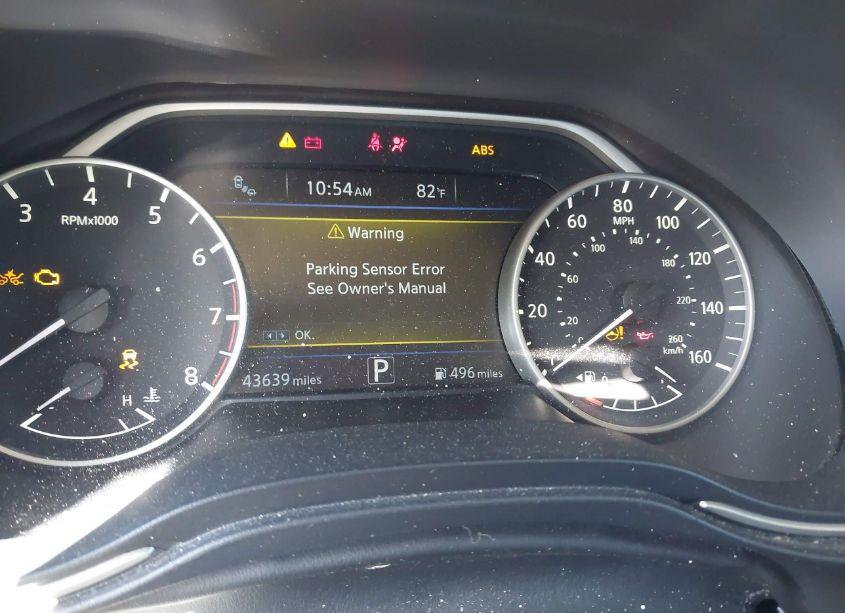 ABS
10:54 AM 82°F
Warning
Parking Sensor Error
See Owner's Manual
OK.
43639 miles P 496 miles
3 4 5 6 7 8
RPMx1000
H
20 40 60 80 100 120 140 160
MPH
20 60 100 140 180 220 260
km/h